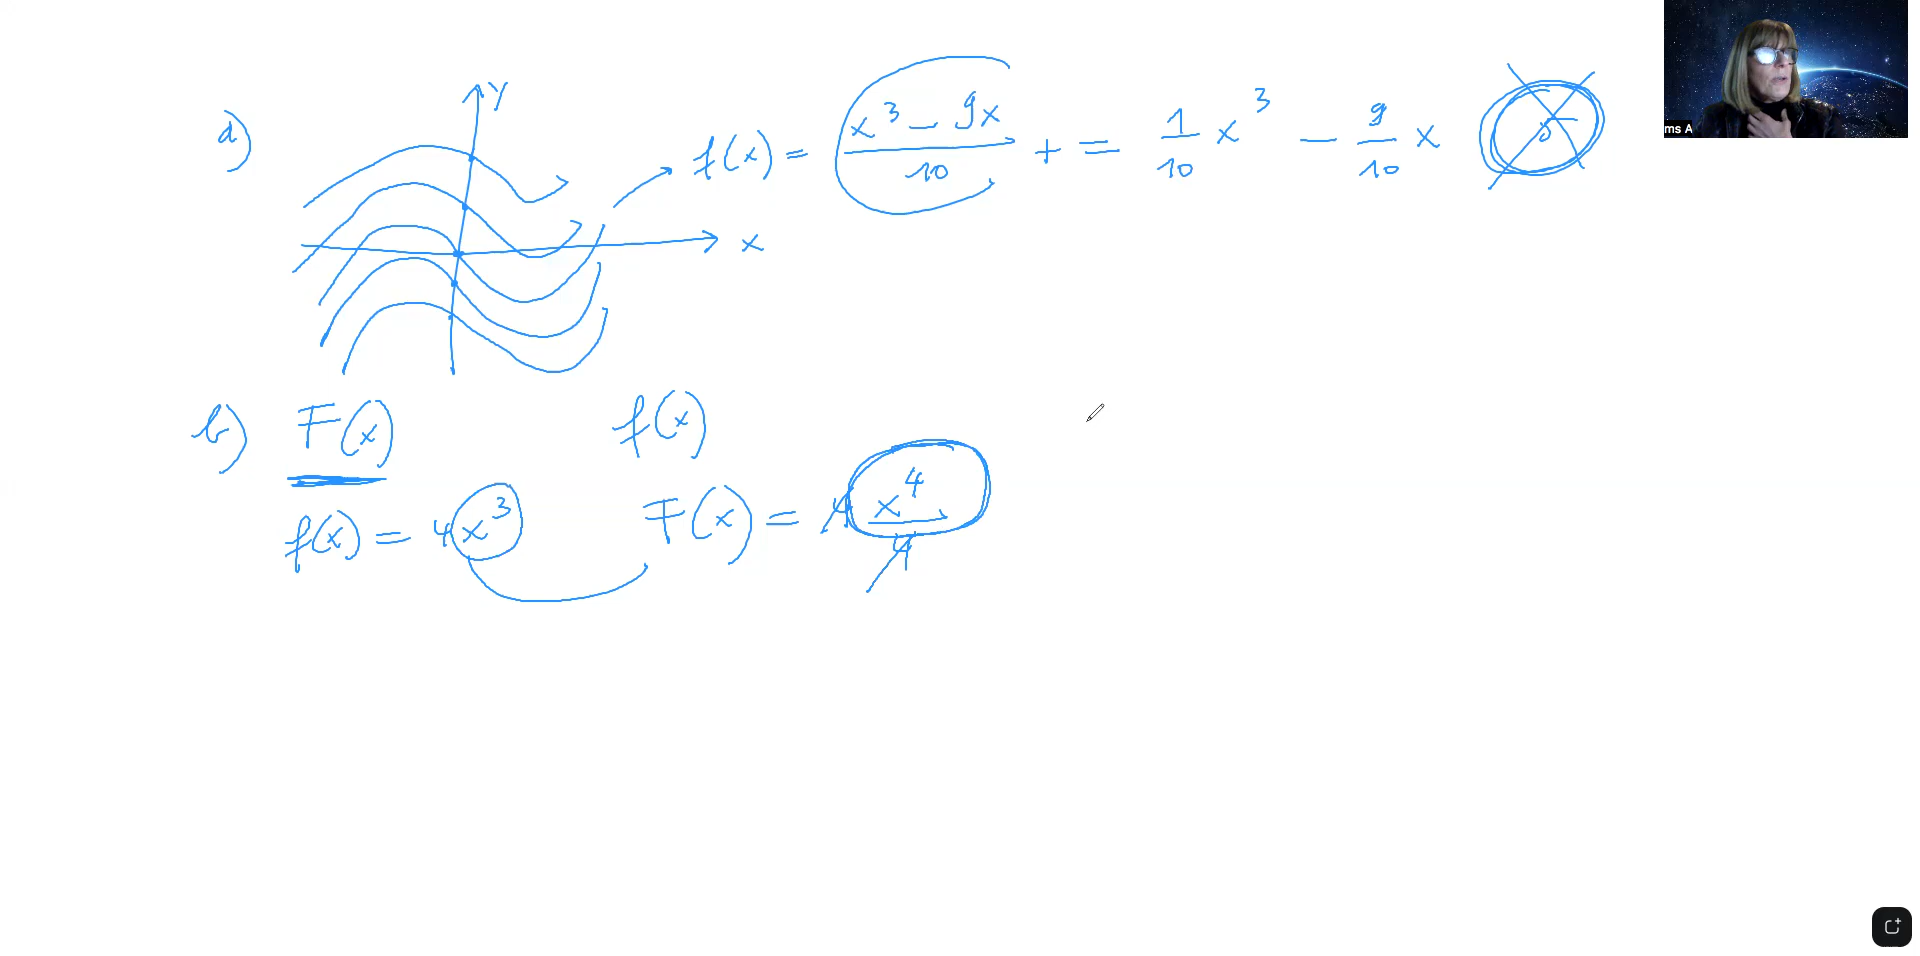 a)
y
x
f(x) = x³ - 9x / 10 + = 1/10 x³ - 9/10 x
b) F(x) f(x)
f(x) = 4x³ F(x) = 4 x⁴/4
ms A